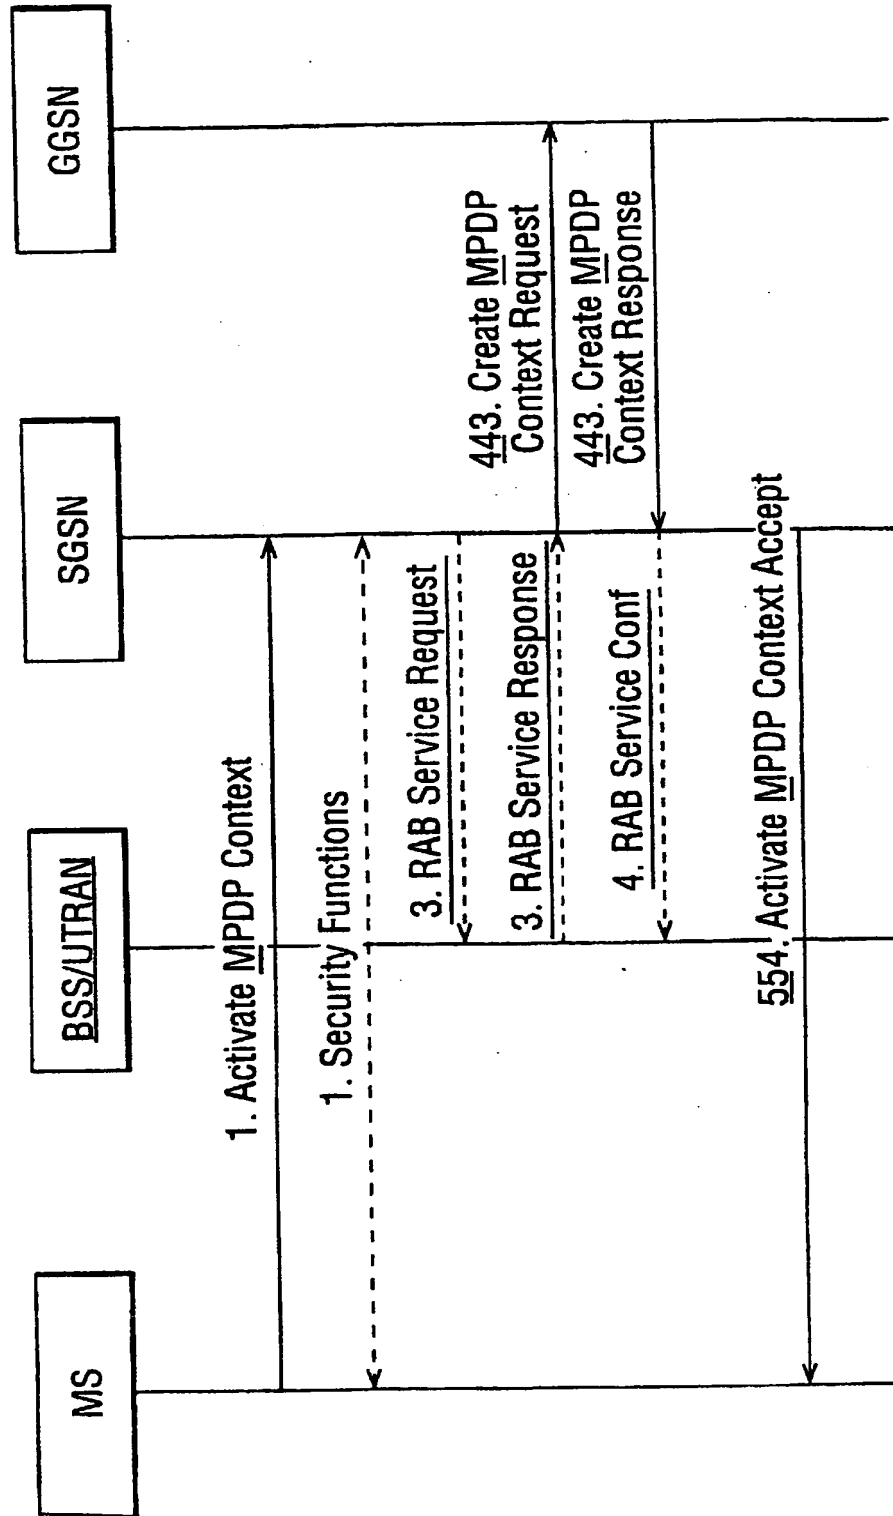 MS
BSS/UTRAN
SGSN
GGSN
1. Activate MPDP Context
1. Security Functions
3. RAB Service Request
3. RAB Service Response
443. Create MPDP
Context Request
443. Create MPDP
Context Response
4. RAB Service Conf
554. Activate MPDP Context Accept